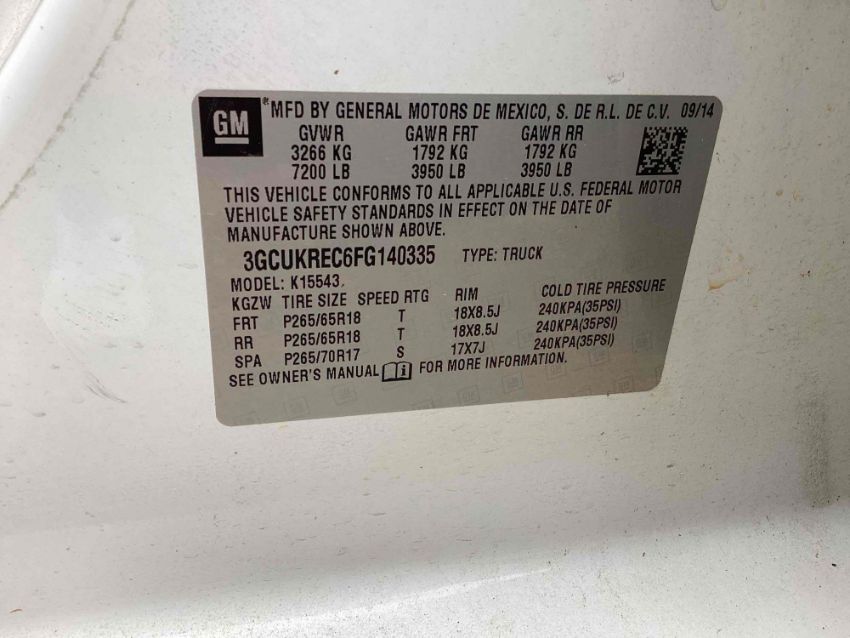 GM *MFD BY GENERAL MOTORS DE MEXICO, S. DE R.L. DE C.V. 09/14
GVWR GAWR FRT GAWR RR
3266 KG 1792 KG 1792 KG
7200 LB 3950 LB 3950 LB
THIS VEHICLE CONFORMS TO ALL APPLICABLE U.S. FEDERAL MOTOR
VEHICLE SAFETY STANDARDS IN EFFECT ON THE DATE OF
MANUFACTURE SHOWN ABOVE.
3GCUKREC6FG140335 TYPE: TRUCK
MODEL: K15543
KGZW TIRE SIZE SPEED RTG RIM COLD TIRE PRESSURE
FRT P265/65R18 T 18X8.5J 240KPA(35PSI)
RR P265/65R18 T 18X8.5J 240KPA(35PSI)
SPA P265/70R17 S 17X7J 240KPA(35PSI)
SEE OWNER'S MANUAL FOR MORE INFORMATION.